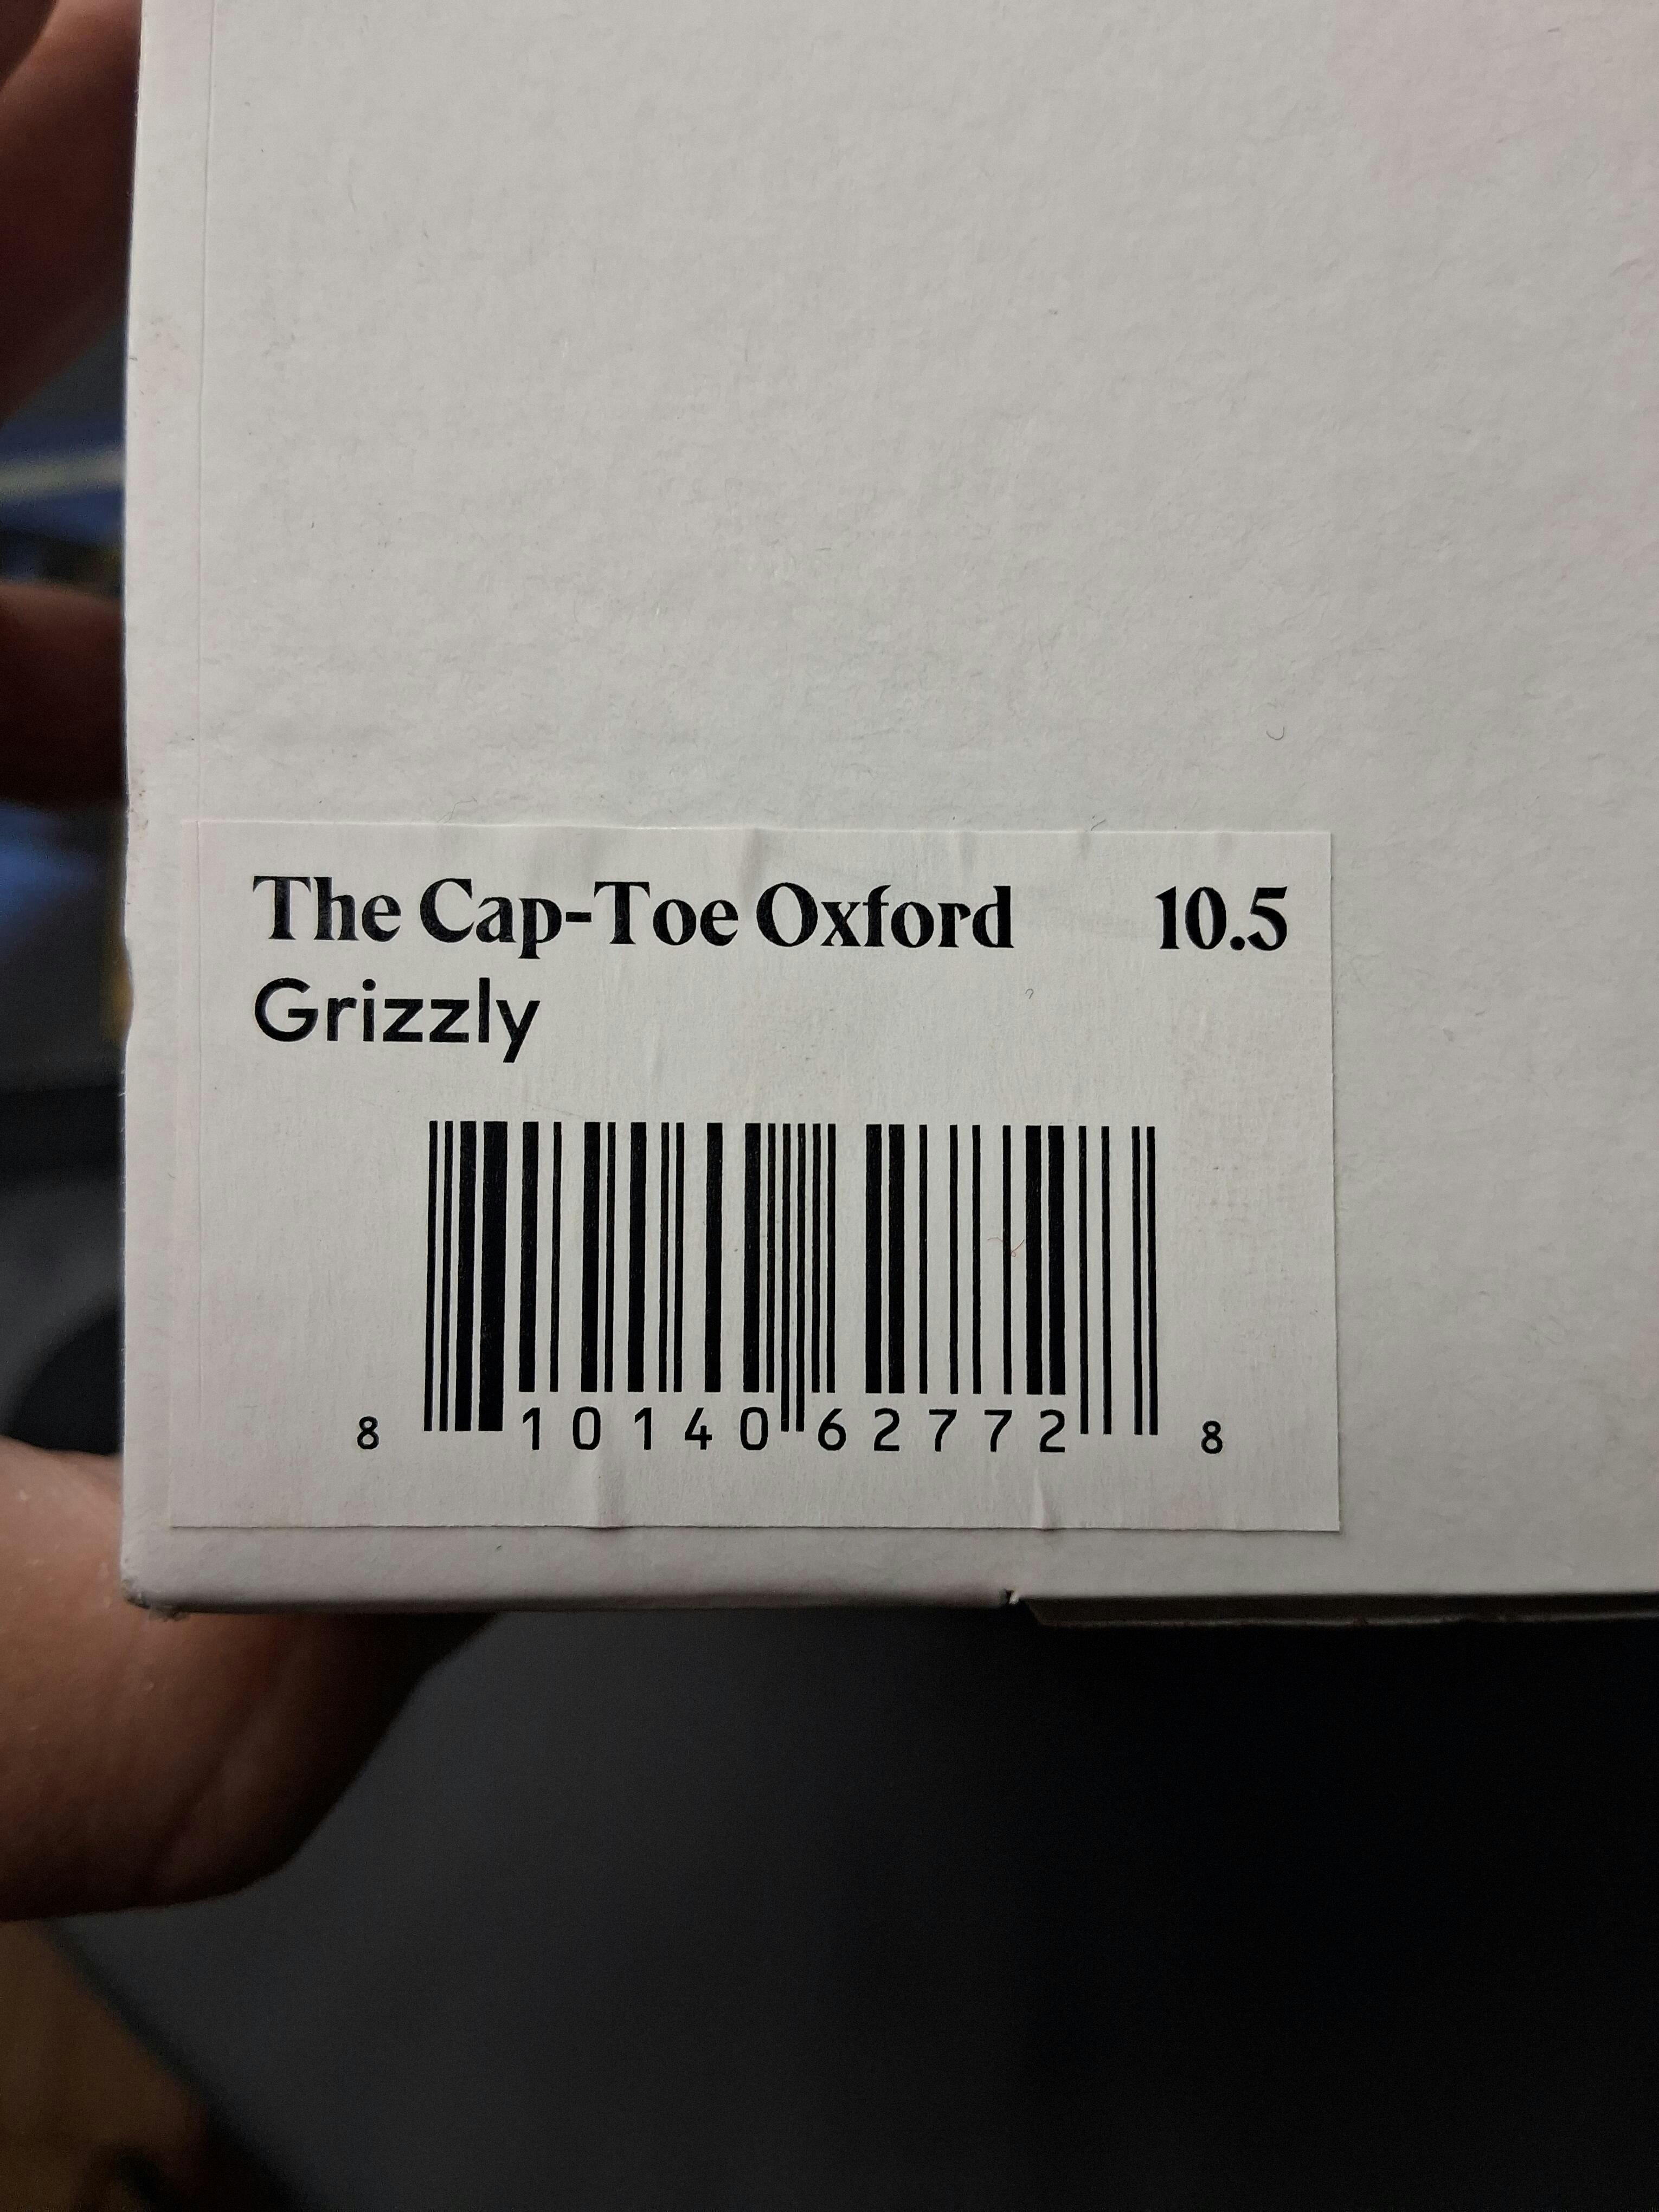 The Cap-Toe Oxford 10.5
Grizzly
8 10140 62772 8